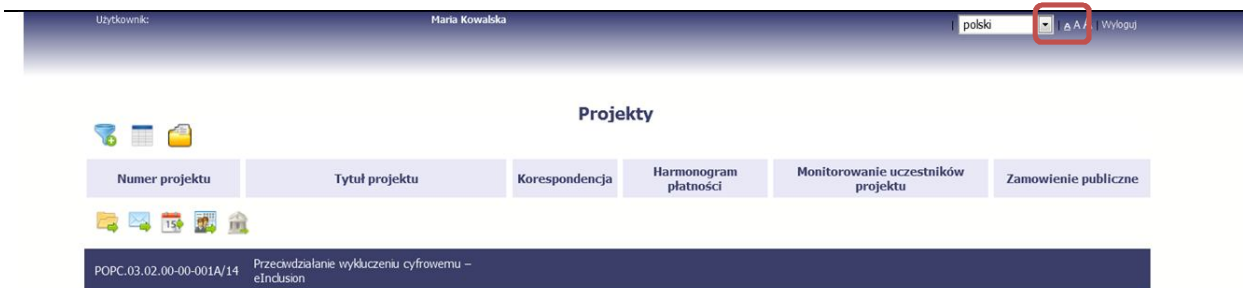 Użytkownik: Maria Kowalska | polski | A A A | Wyloguj
Projekty
Numer projektu Tytuł projektu Korespondencja Harmonogram płatności Monitorowanie uczestników projektu Zamowienie publiczne
15
POPC.03.02.00-00-001A/14 Przeciwdziałanie wykluczeniu cyfrowemu –
eInclusion